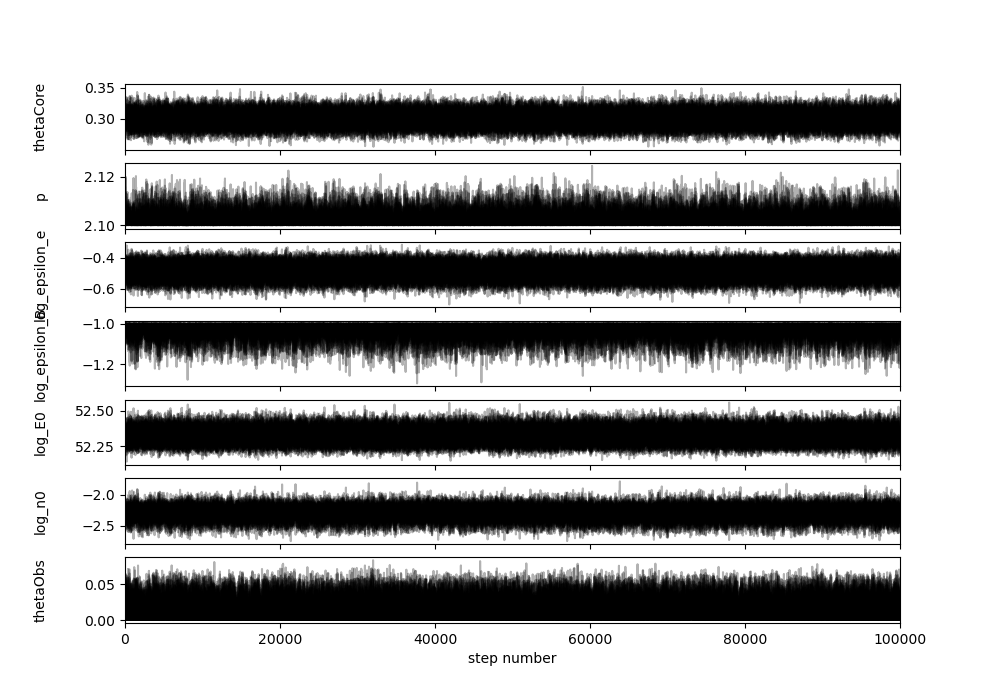 thetaCore
0.35
0.30
p
2.12
2.10
log_epsilon_e
−0.4
−0.6
log_epsilon_B
−1.0
−1.2
log_E0
52.50
52.25
log_n0
−2.0
−2.5
thetaObs
0.05
0.00
0 20000 40000 60000 80000 100000
step number